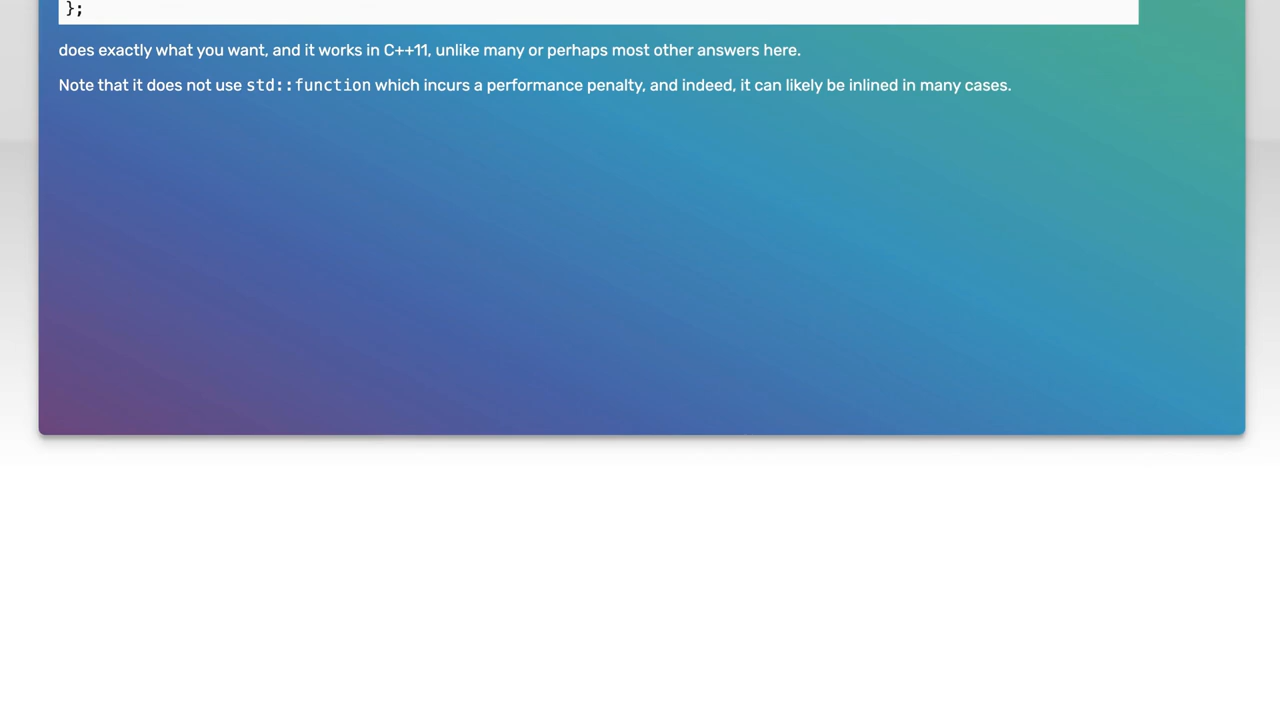 };
does exactly what you want, and it works in C++11, unlike many or perhaps most other answers here.
Note that it does not use std::function which incurs a performance penalty, and indeed, it can likely be inlined in many cases.